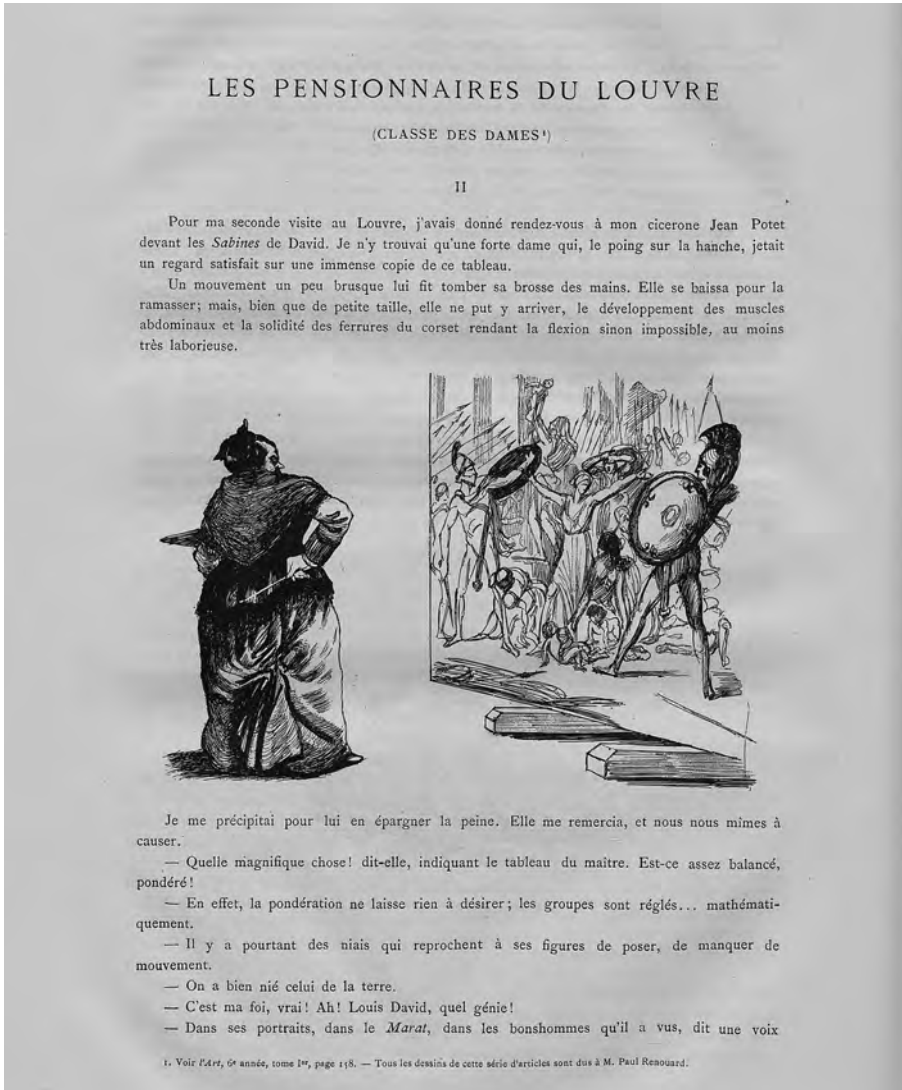 LES PENSIONNAIRES DU LOUVRE
(CLASSE DES DAMES¹)
II
Pour ma seconde visite au Louvre, j'avais donné rendez-vous à mon cicerone Jean Potet
devant les Sabines de David. Je n'y trouvai qu'une forte dame qui, le poing sur la hanche, jetait
un regard satisfait sur une immense copie de ce tableau.
Un mouvement un peu brusque lui fit tomber sa brosse des mains. Elle se baissa pour la
ramasser; mais, bien que de petite taille, elle ne put y arriver, le développement des muscles
abdominaux et la solidité des ferrures du corset rendant la flexion sinon impossible, au moins
très laborieuse.
Je me précipitai pour lui en épargner la peine. Elle me remercia, et nous nous mîmes à
causer.
— Quelle magnifique chose! dit-elle, indiquant le tableau du maître. Est-ce assez balancé,
pondéré!
— En effet, la pondération ne laisse rien à désirer; les groupes sont réglés... mathémati-
quement.
— Il y a pourtant des niais qui reprochent à ses figures de poser, de manquer de
mouvement.
— On a bien nié celui de la terre.
— C'est ma foi, vrai! Ah! Louis David, quel génie!
— Dans ses portraits, dans le Marat, dans les bonshommes qu'il a vus, dit une voix
1. Voir l'Art, 6e année, tome Ier, page 158. — Tous les dessins de cette série d'articles sont dus à M. Paul Renouard.